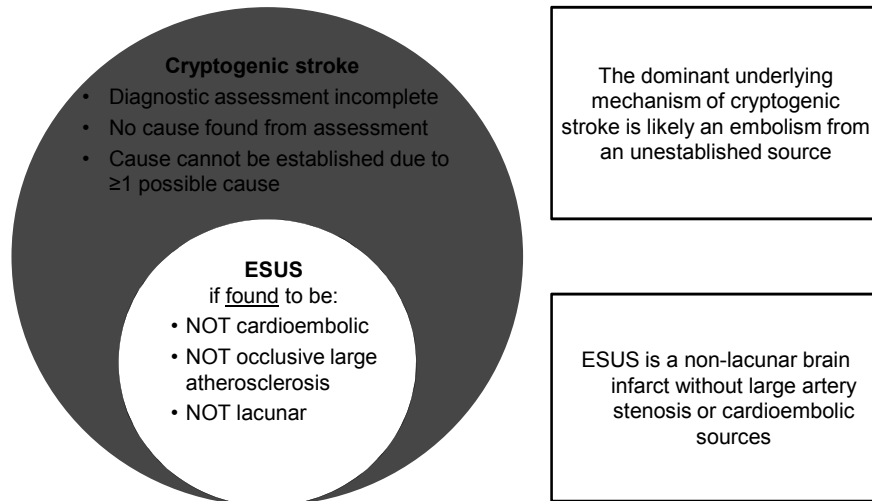 Cryptogenic stroke
• Diagnostic assessment incomplete
• No cause found from assessment
• Cause cannot be established due to
≥1 possible cause
ESUS
if found to be:
• NOT cardioembolic
• NOT occlusive large
atherosclerosis
• NOT lacunar
The dominant underlying
mechanism of cryptogenic
stroke is likely an embolism from
an unestablished source
ESUS is a non-lacunar brain
infarct without large artery
stenosis or cardioembolic
sources